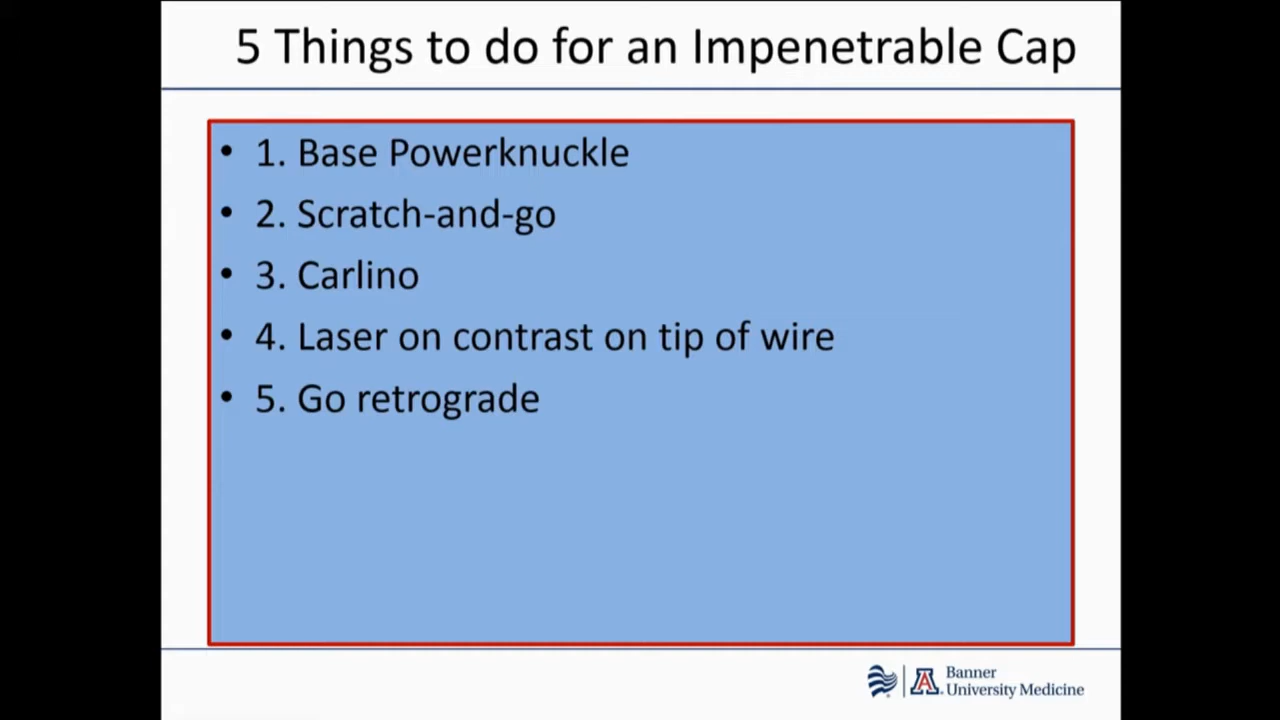 5 Things to do for an Impenetrable Cap
• 1. Base Powerknuckle
• 2. Scratch-and-go
• 3. Carlino
• 4. Laser on contrast on tip of wire
• 5. Go retrograde
A
Banner
University Medicine